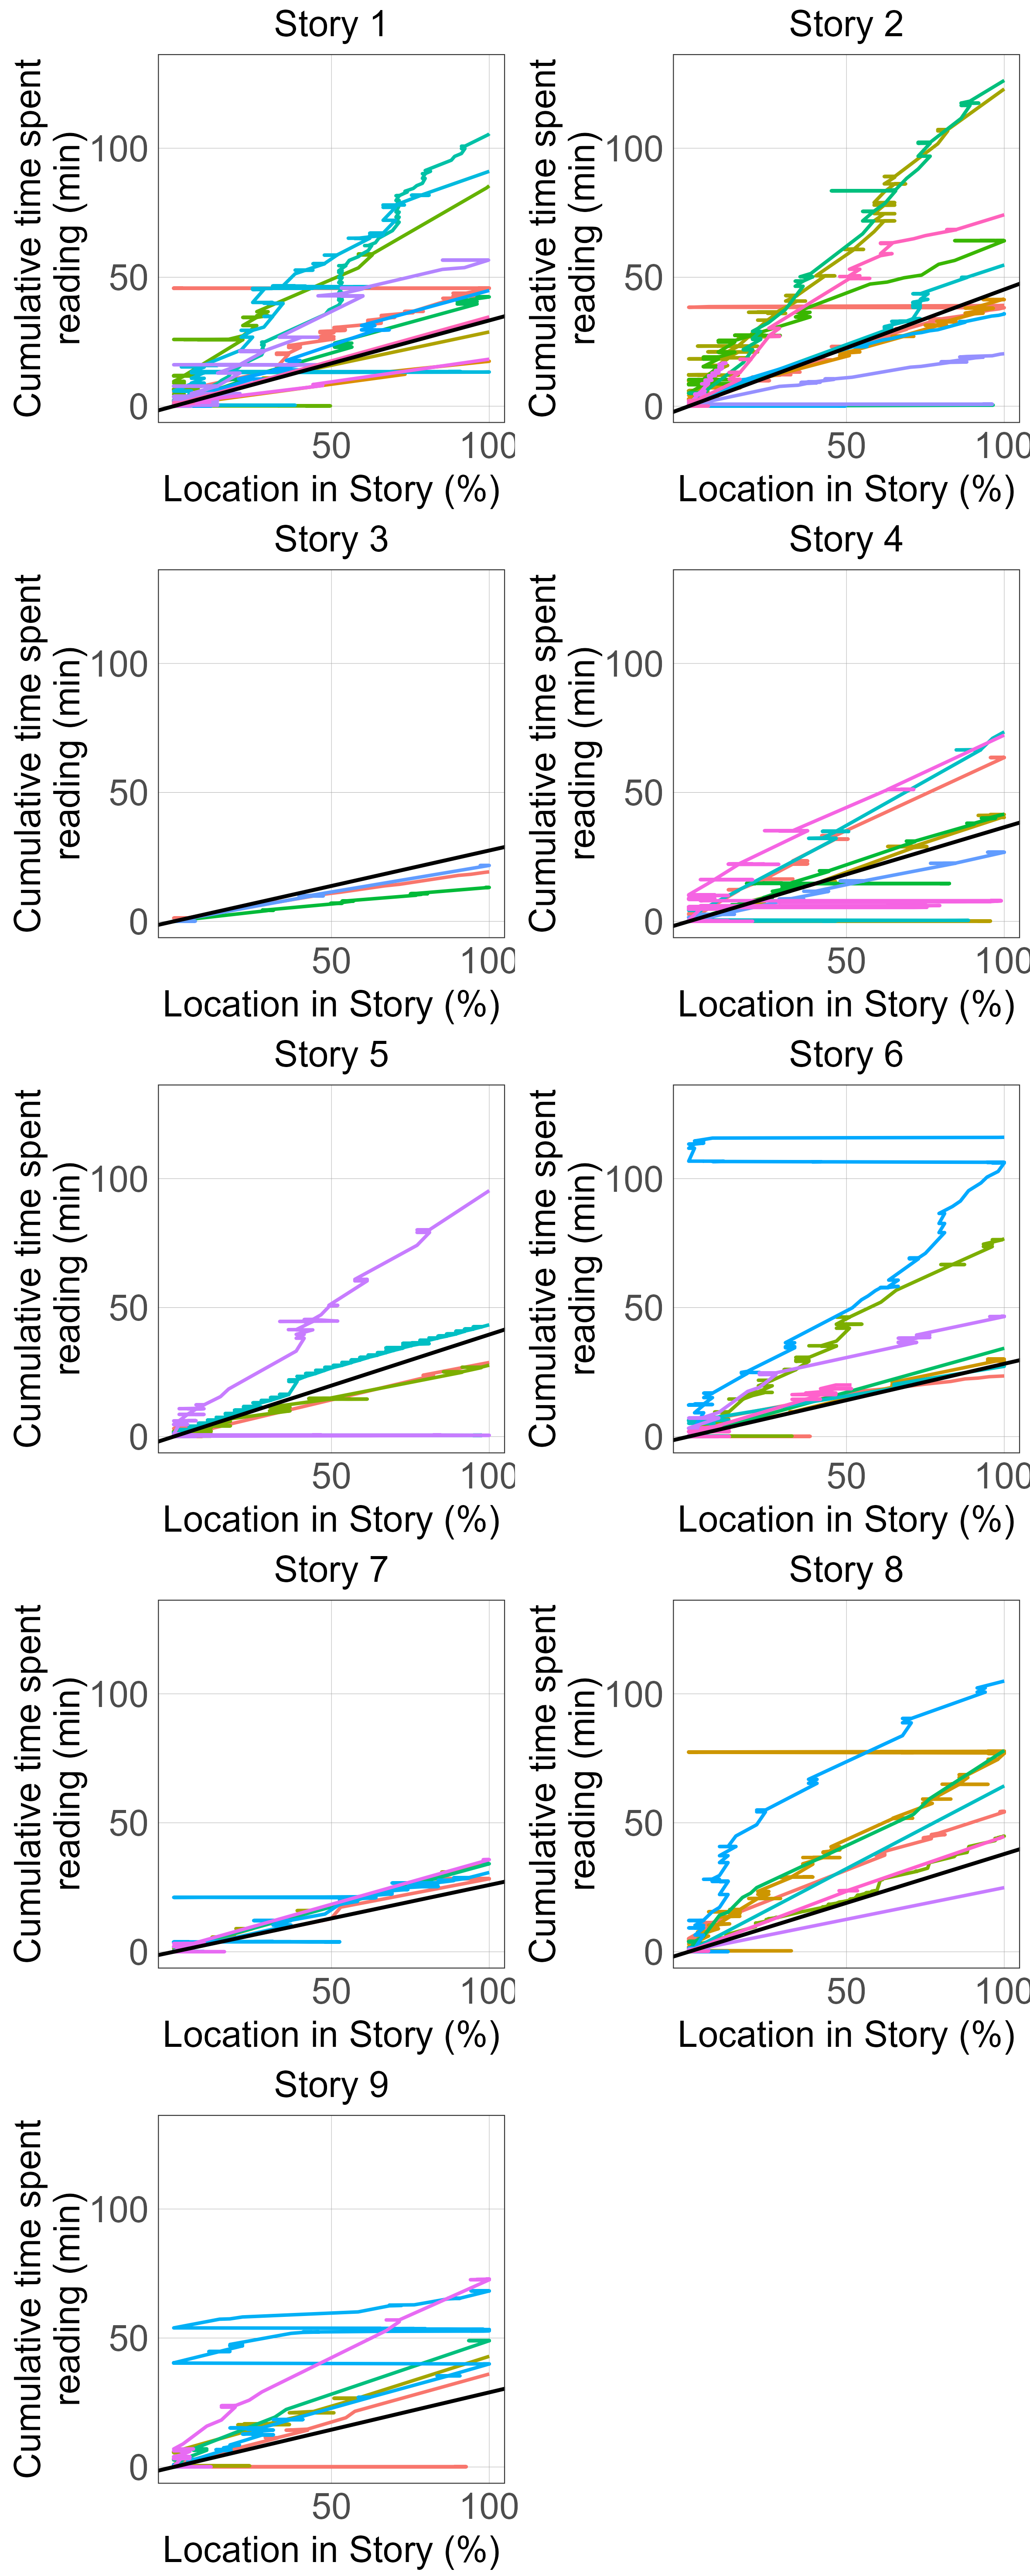 Story 1
Cumulative time spent
reading (min)
100
50
0
50
100
Location in Story (%)
Story 2
Cumulative time spent
reading (min)
100
50
0
50
100
Location in Story (%)
Story 3
Cumulative time spent
reading (min)
100
50
0
50
100
Location in Story (%)
Story 4
Cumulative time spent
reading (min)
100
50
0
50
100
Location in Story (%)
Story 5
Cumulative time spent
reading (min)
100
50
0
50
100
Location in Story (%)
Story 6
Cumulative time spent
reading (min)
100
50
0
50
100
Location in Story (%)
Story 7
Cumulative time spent
reading (min)
100
50
0
50
100
Location in Story (%)
Story 8
Cumulative time spent
reading (min)
100
50
0
50
100
Location in Story (%)
Story 9
Cumulative time spent
reading (min)
100
50
0
50
100
Location in Story (%)